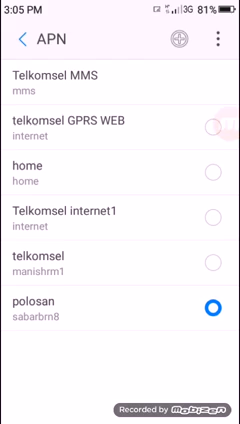 3:05 PM 3G 81%
APN
Telkomsel MMS
mms
telkomsel GPRS WEB
internet
home
home
Telkomsel internet1
internet
telkomsel
manishrm1
polosan
sabarbrn8
Recorded by mobizen